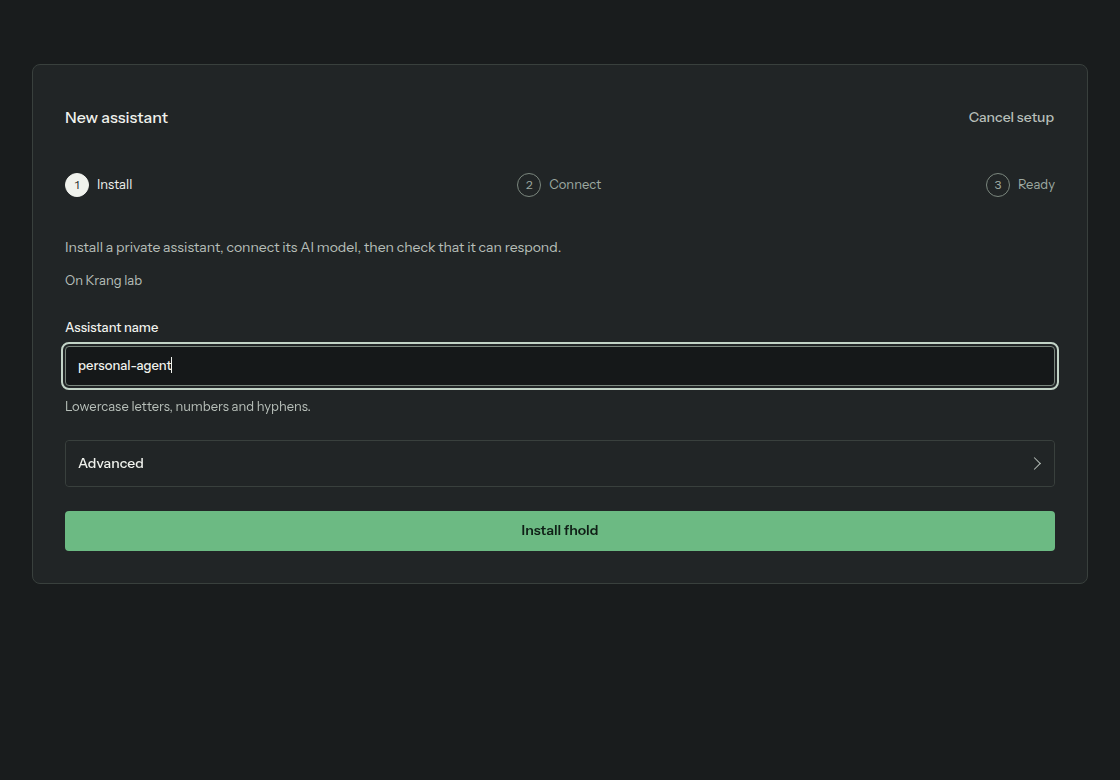 New assistant
Cancel setup
1 Install
2 Connect
3 Ready
Install a private assistant, connect its AI model, then check that it can respond.
On Krang lab
Assistant name
personal-agent
Lowercase letters, numbers and hyphens.
Advanced
Install fhold